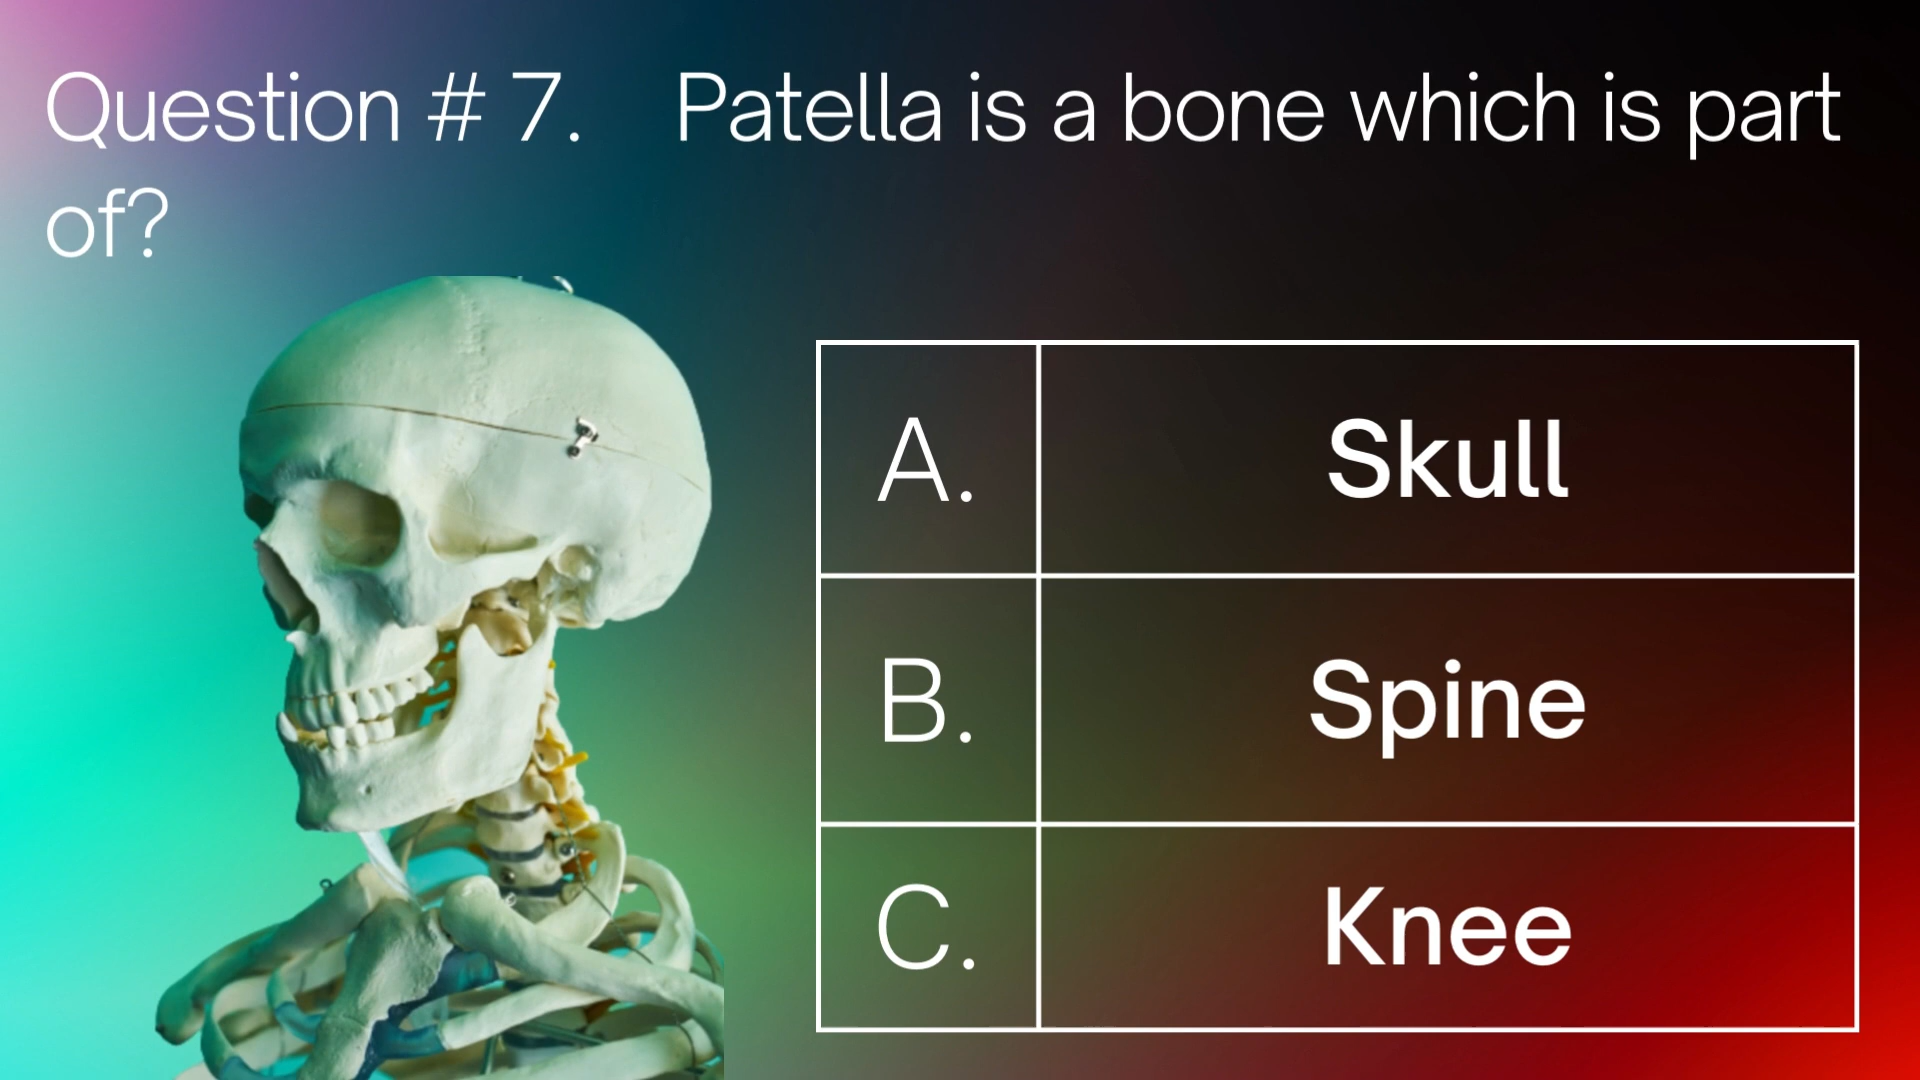 Question # 7. Patella is a bone which is part
of?
A. Skull
B. Spine
C. Knee